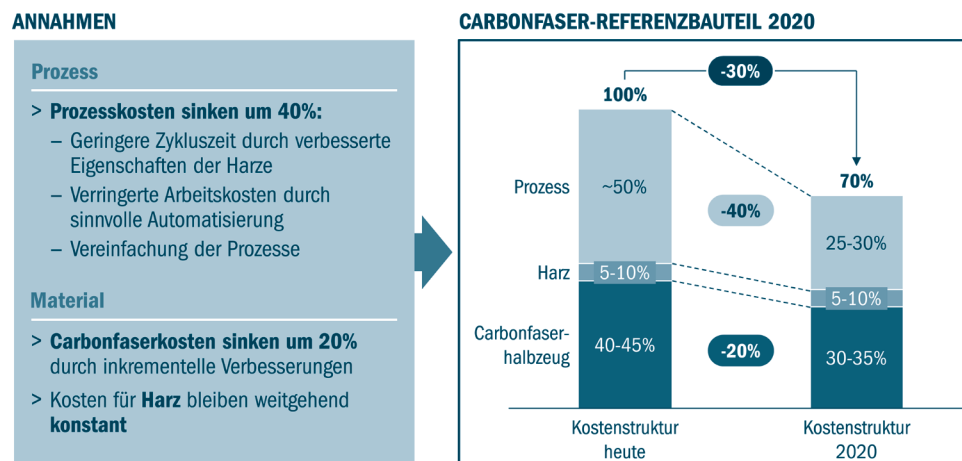 ANNAHMEN
Prozess
> Prozesskosten sinken um 40%:
– Geringere Zykluszeit durch verbesserte
Eigenschaften der Harze
– Verringerte Arbeitskosten durch
sinnvolle Automatisierung
– Vereinfachung der Prozesse
Material
> Carbonfaserkosten sinken um 20%
durch inkrementelle Verbesserungen
> Kosten für Harz bleiben weitgehend
konstant
CARBONFASER-REFERENZBAUTEIL 2020
-30%
100%
70%
Prozess
~50%
-40%
25-30%
Harz
5-10%
5-10%
Carbonfaser-
halbzeug
40-45%
-20%
30-35%
Kostenstruktur
heute
Kostenstruktur
2020